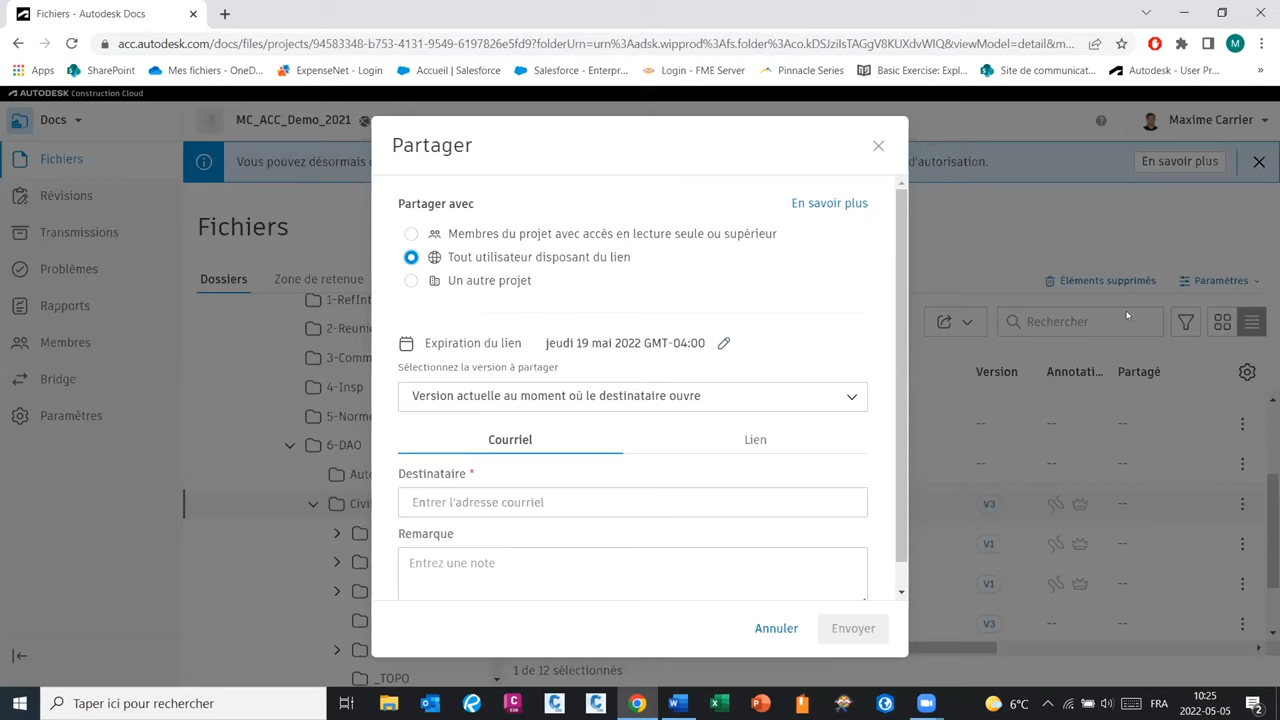 Fichiers - Autodesk Docs
acc.autodesk.com/docs/files/projects/94583348-b753-4131-9549-6197826e5fd9?folderUrn=urn%3Aadsk.wipprod%3Afs.folder%3Aco.kDSJziIsTAGgV8KUXdvWIQ&viewModel=detail&m...
Apps SharePoint Mes fichiers - OneD... ExpenseNet - Login Accueil | Salesforce Salesforce - Enterpr... Login - FME Server Pinnacle Series Basic Exercise: Expl... Site de communicat... Autodesk - User Pr... »
AUTODESK Construction Cloud
Docs MC_ACC_Demo_2021 Maxime Carrier
Vous pouvez désormais d'autorisation. En savoir plus
Fichiers
Révisions
Transmissions
Problèmes
Rapports
Membres
Bridge
Paramètres
Fichiers
Dossiers Zone de retenue Éléments supprimés Paramètres
Rechercher
1-RefInt
2-Reuni
3-Comm
4-Insp
5-Norm
6-DAO
Auto
Civi
_TOPO
Version Annotati... Partagé
--
--
--
--
V3 --
V1 --
V1 --
V3 --
1 de 12 sélectionnés
Partager
Partager avec En savoir plus
Membres du projet avec accès en lecture seule ou supérieur
Tout utilisateur disposant du lien
Un autre projet
Expiration du lien jeudi 19 mai 2022 GMT-04:00
Sélectionnez la version à partager
Version actuelle au moment où le destinataire ouvre
Courriel Lien
Destinataire *
Entrer l'adresse courriel
Remarque
Entrez une note
Annuler Envoyer
Taper ici pour rechercher
6°C FRA 10:25
2022-05-05
2